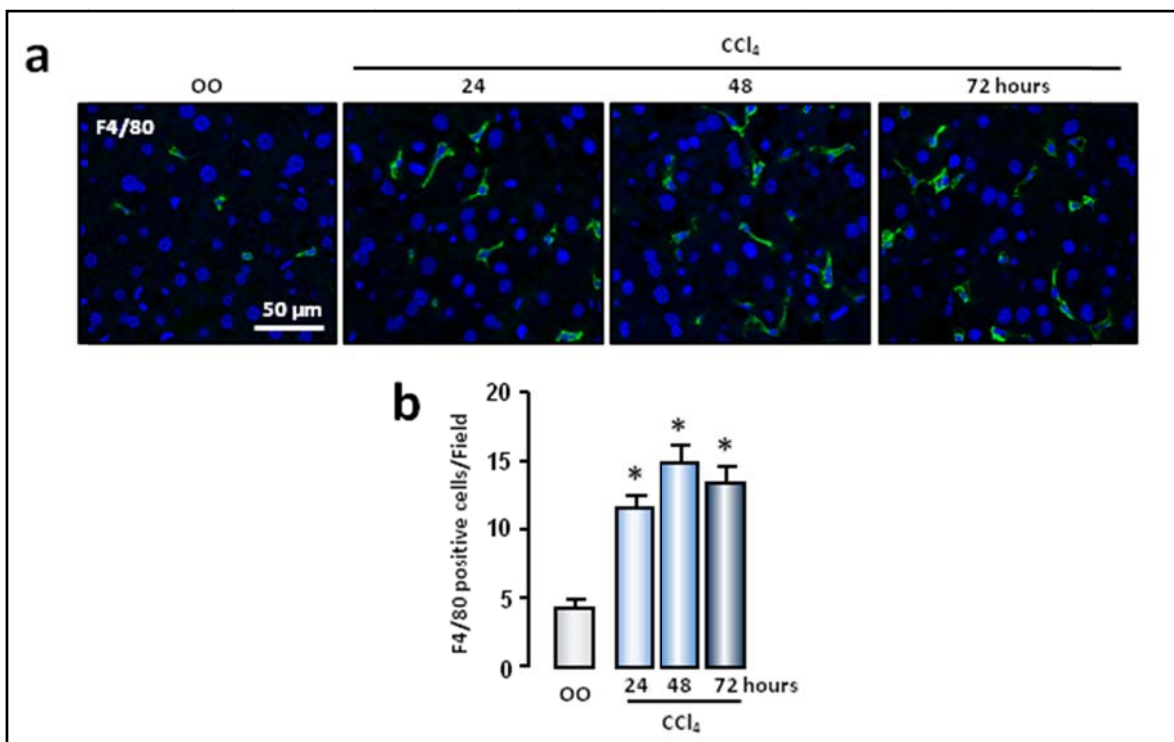 a
CCl₄
OO 24 48 72 hours
F4/80
50 µm
b
F4/80 positive cells/Field
20
15
10
5
0
* * *
OO 24 48 72 hours
CCl₄